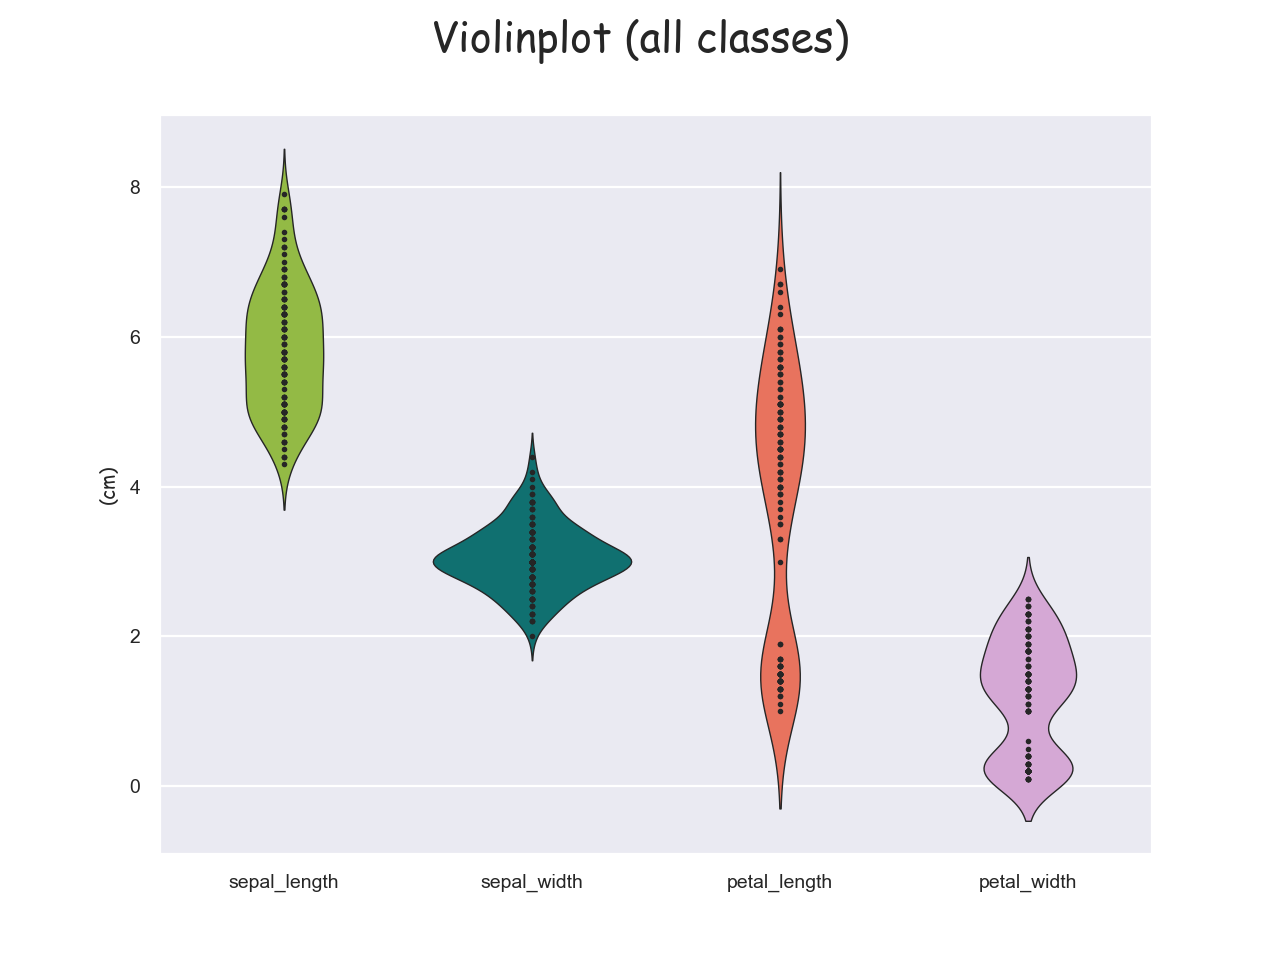 Violinplot (all classes)
8
6
4
2
0
(cm)
sepal_length
sepal_width
petal_length
petal_width